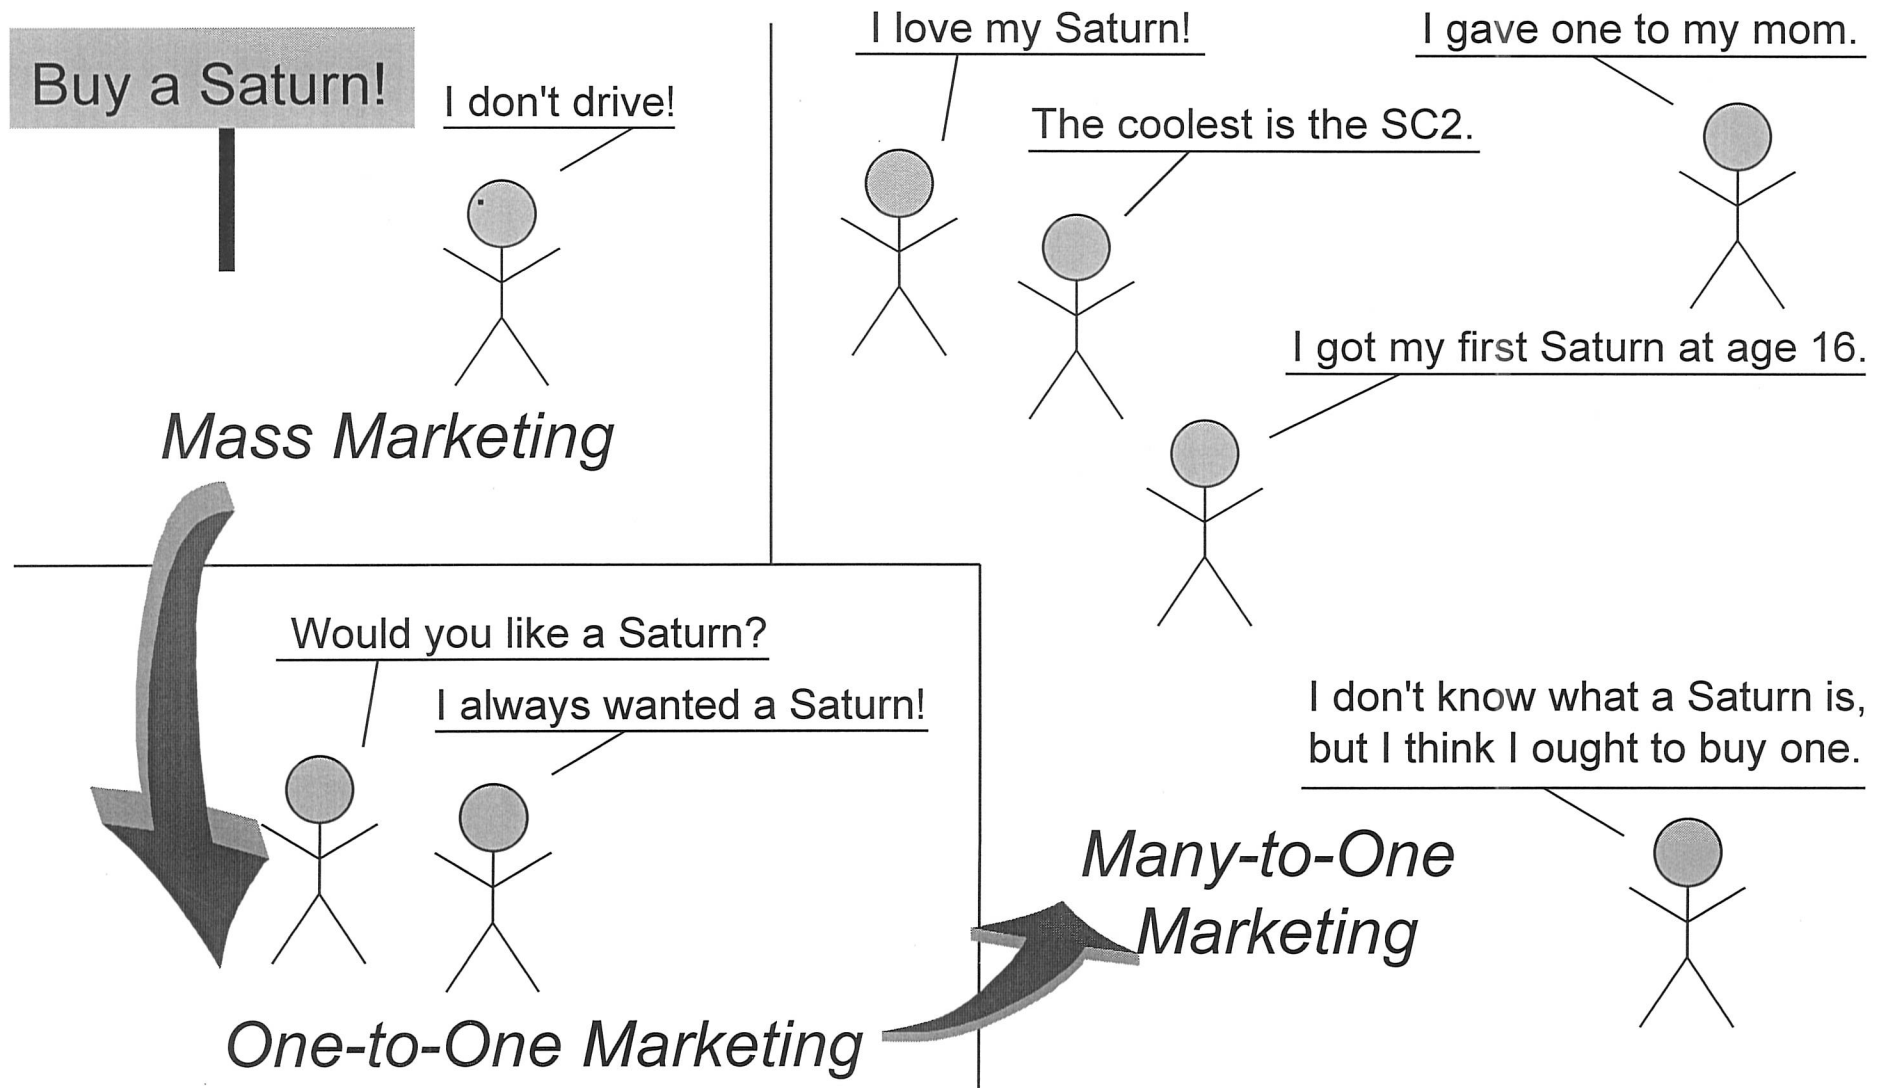 Buy a Saturn!
I don't drive!
Mass Marketing
Would you like a Saturn?
I always wanted a Saturn!
One-to-One Marketing
I love my Saturn!
I gave one to my mom.
The coolest is the SC2.
I got my first Saturn at age 16.
I don't know what a Saturn is,
but I think I ought to buy one.
Many-to-One
Marketing